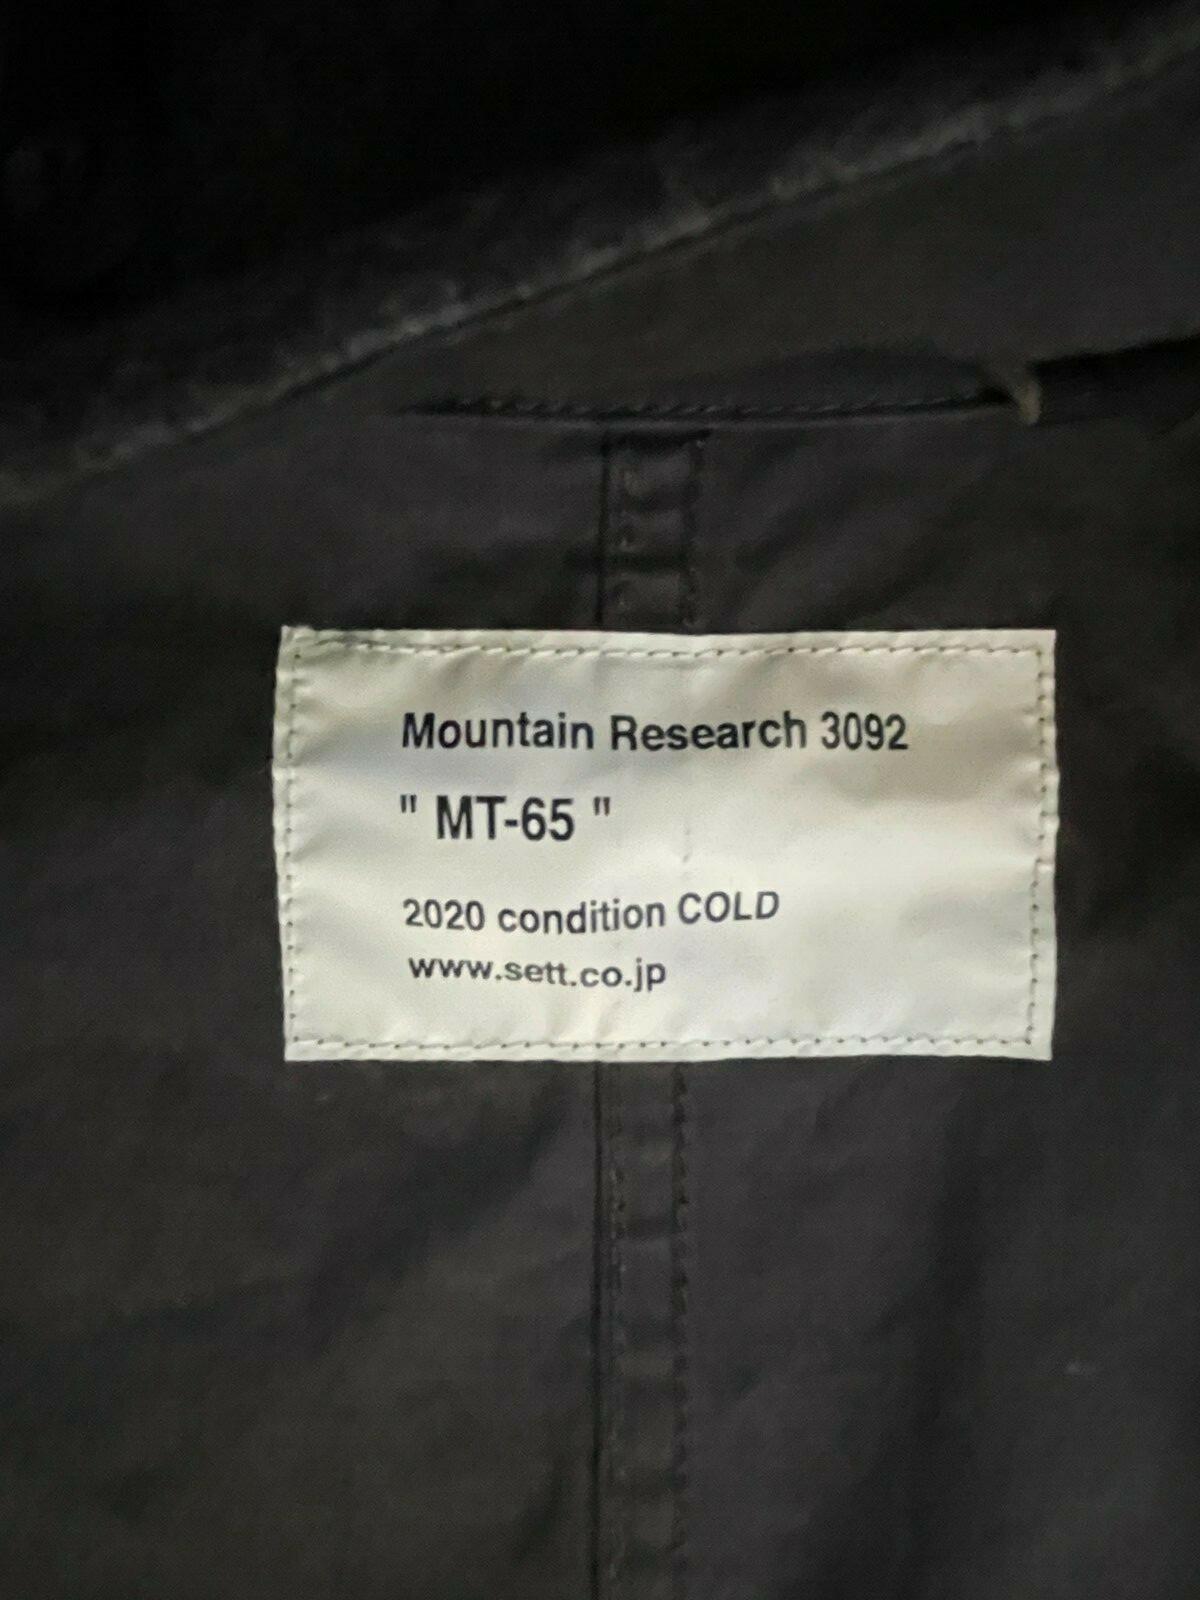 Mountain Research 3092
" MT-65 "
2020 condition COLD
www.sett.co.jp